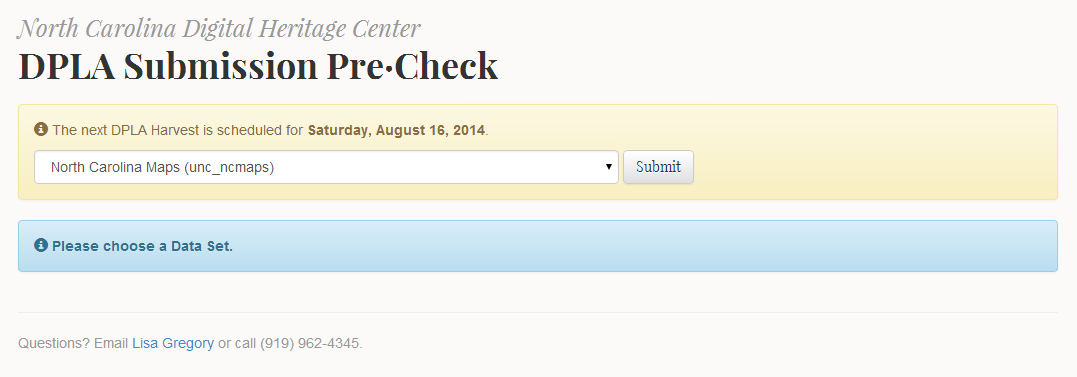 North Carolina Digital Heritage Center
DPLA Submission Pre·Check
The next DPLA Harvest is scheduled for Saturday, August 16, 2014.
North Carolina Maps (unc_ncmaps)
Submit
Please choose a Data Set.
Questions? Email Lisa Gregory or call (919) 962-4345.